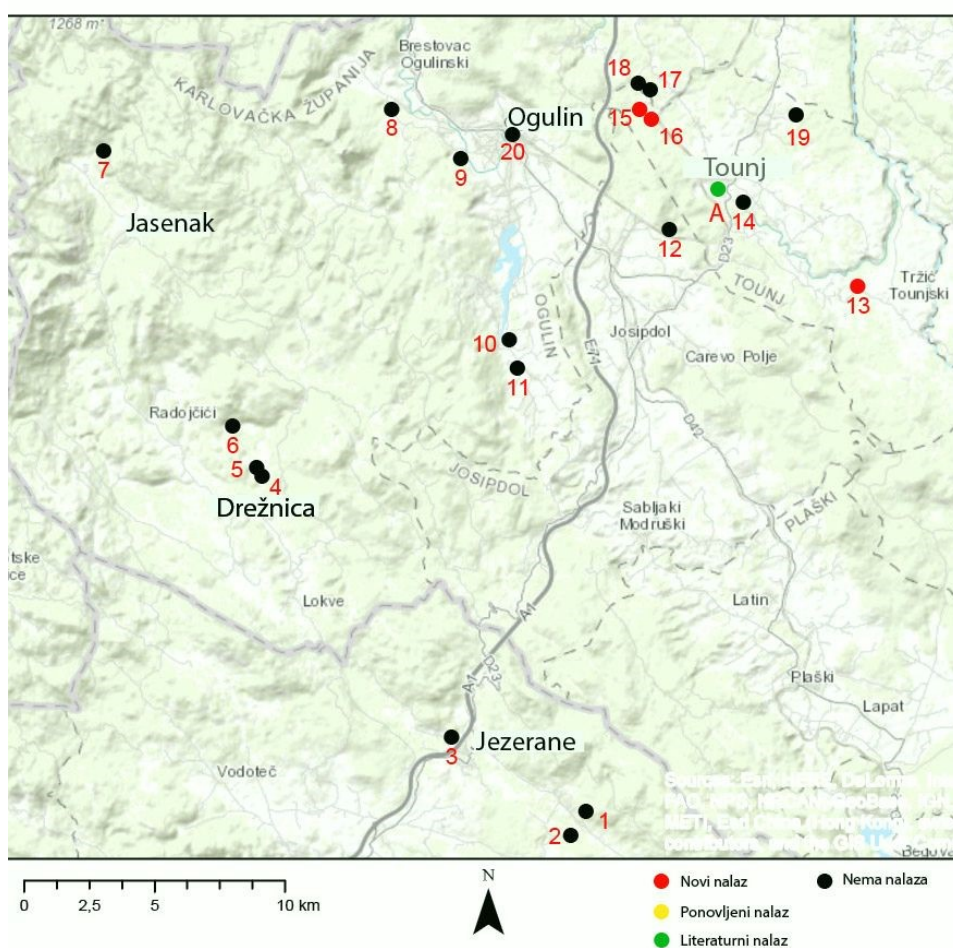 1268 m
KARLOVAČKA ŽUPANIJA
Brestovac
Ogulinski
18
17
8
15
16
Ogulin
20
19
7
9
Tounj
A
14
Jasenak
12
D23
TOUNJ
Tržić
Tounjski
13
OGULIN
10
Josipdol
E74
Carevo Polje
11
Radojčići
6
D42
5
4
JOSIPDOL
Drežnica
Sabljaki
Modruški
PLAŠKI
Lokve
Latin
A1
D23
Plaški
A1
Lapat
Jezerane
3
Vodoteč
1
2
N
0 2,5 5 10 km
Novi nalaz
Nema nalaza
Ponovljeni nalaz
Literaturni nalaz